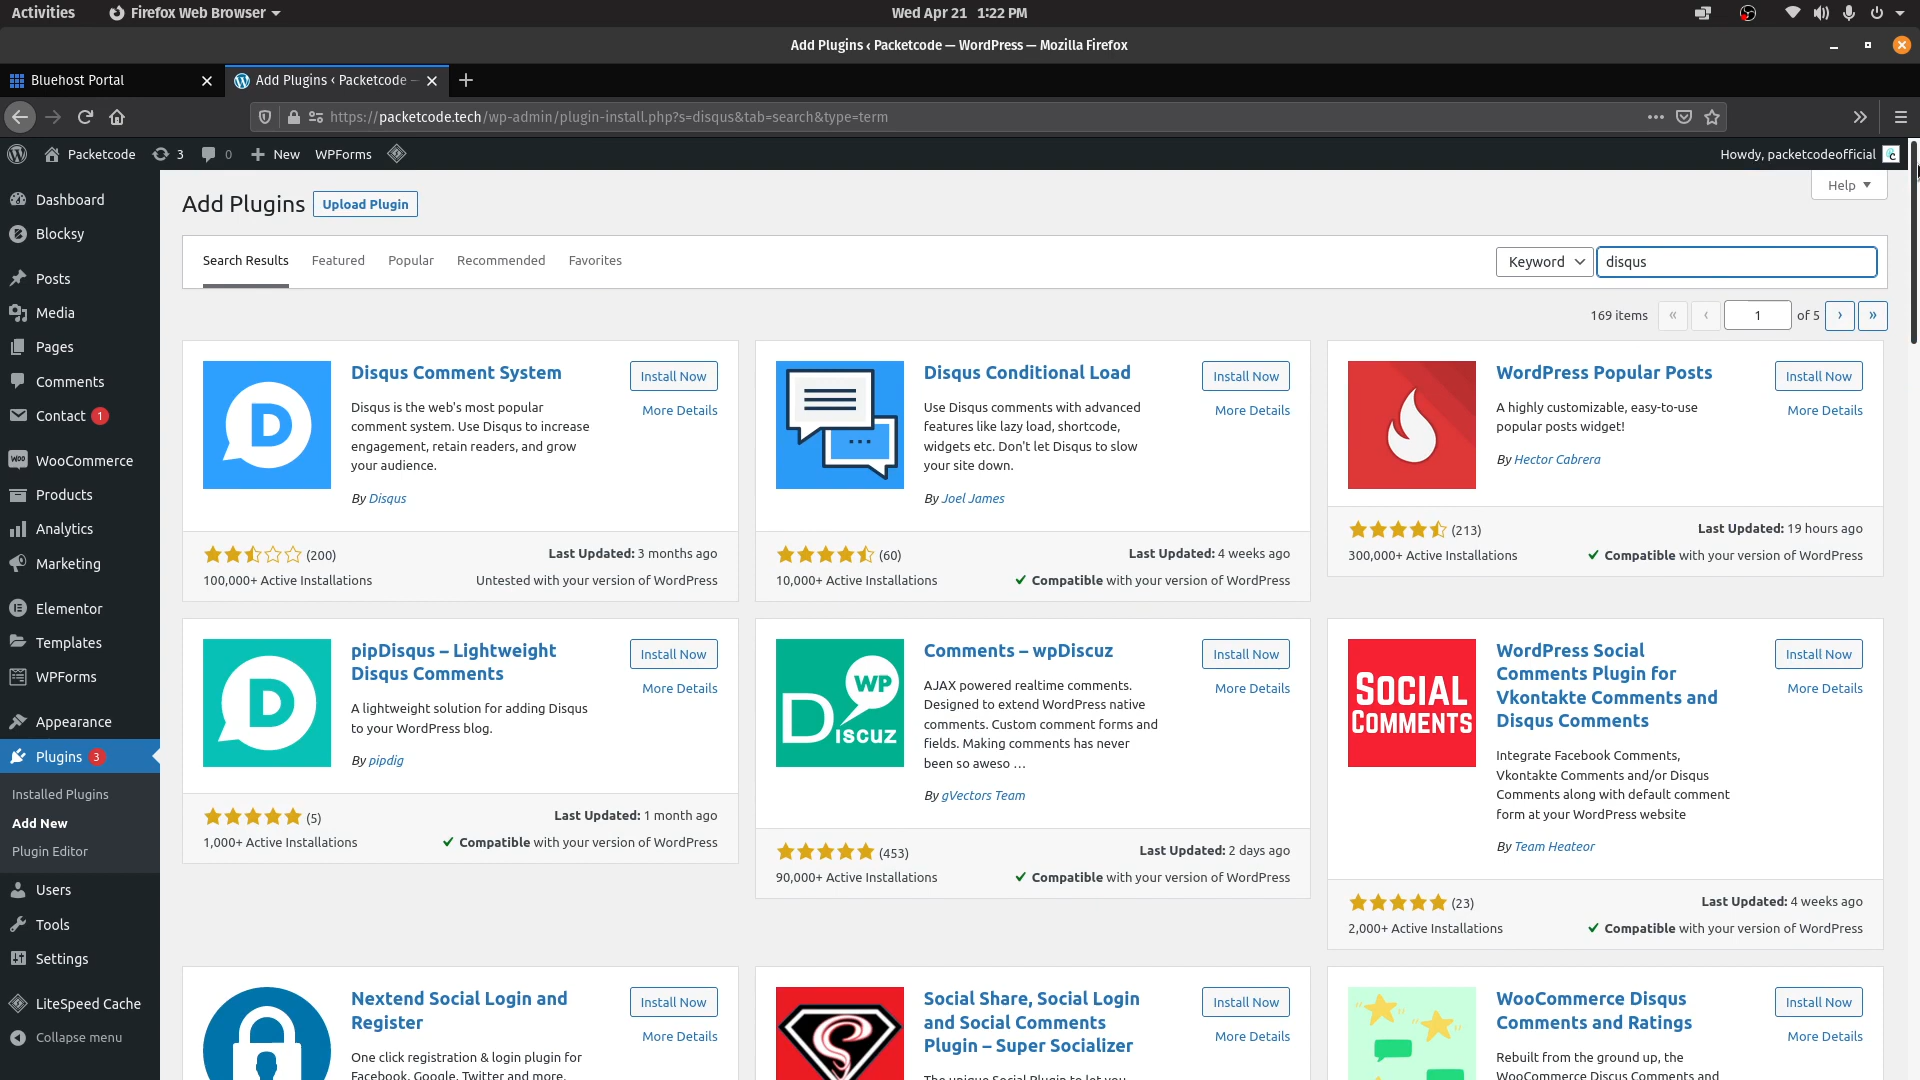 Activities
Firefox Web Browser
Wed Apr 21 1:22 PM
Add Plugins ‹ Packetcode — WordPress — Mozilla Firefox
Bluehost Portal
Add Plugins ‹ Packetcode —
https://packetcode.tech/wp-admin/plugin-install.php?s=disqus&tab=search&type=term
Packetcode
3
0
New
WPForms
Howdy, packetcodeofficial
Help
Dashboard
Blocksy
Posts
Media
Pages
Comments
Contact 1
WooCommerce
Products
Analytics
Marketing
Elementor
Templates
WPForms
Appearance
Plugins 3
Installed Plugins
Add New
Plugin Editor
Users
Tools
Settings
LiteSpeed Cache
Collapse menu
Add Plugins
Upload Plugin
Search Results
Featured
Popular
Recommended
Favorites
Keyword
disqus
169 items « ‹ 1 of 5 › »
D
Disqus Comment System
Install Now
More Details
Disqus is the web's most popular
comment system. Use Disqus to increase
engagement, retain readers, and grow
your audience.
By Disqus
(200)
Last Updated: 3 months ago
100,000+ Active Installations
Untested with your version of WordPress
Disqus Conditional Load
Install Now
More Details
Use Disqus comments with advanced
features like lazy load, shortcode,
widgets etc. Don't let Disqus to slow
your site down.
By Joel James
(60)
Last Updated: 4 weeks ago
10,000+ Active Installations
Compatible with your version of WordPress
WordPress Popular Posts
Install Now
More Details
A highly customizable, easy-to-use
popular posts widget!
By Hector Cabrera
(213)
Last Updated: 19 hours ago
300,000+ Active Installations
Compatible with your version of WordPress
D
pipDisqus – Lightweight
Disqus Comments
Install Now
More Details
A lightweight solution for adding Disqus
to your WordPress blog.
By pipdig
(5)
Last Updated: 1 month ago
1,000+ Active Installations
Compatible with your version of WordPress
WP
DISCUZ
Comments – wpDiscuz
Install Now
More Details
AJAX powered realtime comments.
Designed to extend WordPress native
comments. Custom comment forms and
fields. Making comments has never
been so aweso …
By gVectors Team
(453)
Last Updated: 2 days ago
90,000+ Active Installations
Compatible with your version of WordPress
SOCIAL
COMMENTS
WordPress Social
Comments Plugin for
Vkontakte Comments and
Disqus Comments
Install Now
More Details
Integrate Facebook Comments,
Vkontakte Comments and/or Disqus
Comments along with default comment
form at your WordPress website
By Team Heateor
(23)
Last Updated: 4 weeks ago
2,000+ Active Installations
Compatible with your version of WordPress
Nextend Social Login and
Register
Install Now
More Details
One click registration & login plugin for
Facebook, Google, Twitter and more.
Social Share, Social Login
and Social Comments
Plugin – Super Socializer
Install Now
More Details
The unique Social Plugin to let you
WooCommerce Disqus
Comments and Ratings
Install Now
More Details
Rebuilt from the ground up, the
WooCommerce Discus Comments and